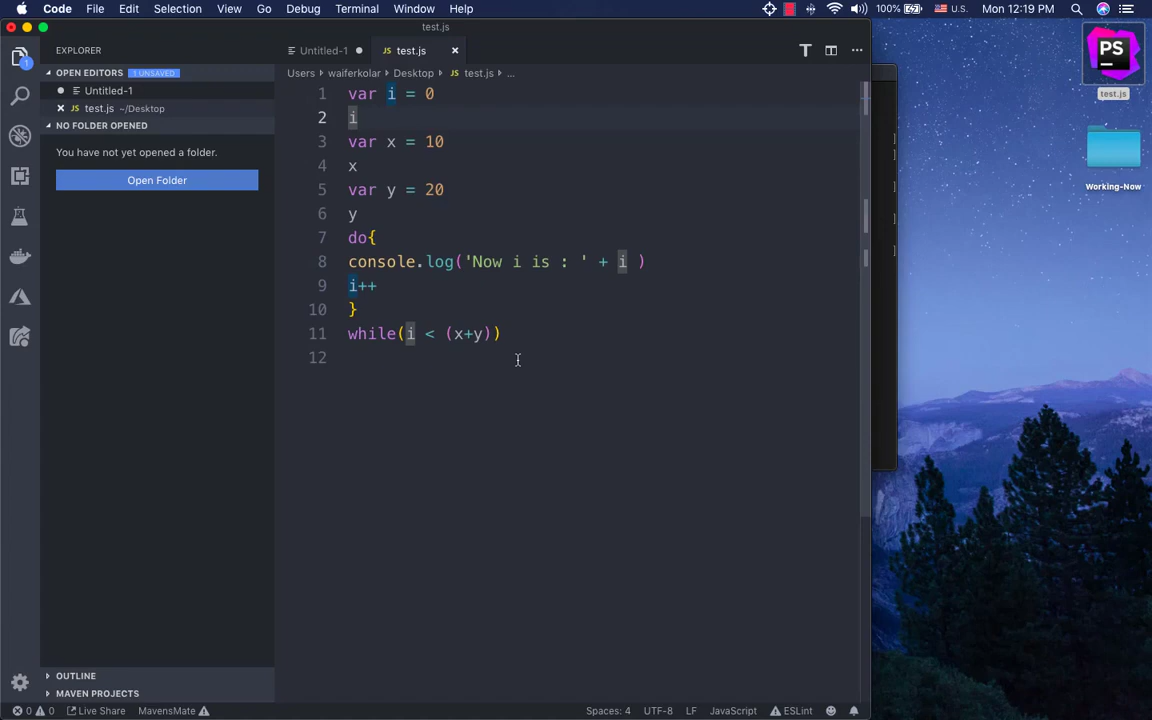 Code File Edit Selection View Go Debug Terminal Window Help 100% U.S. Mon 12:19 PM
test.js
EXPLORER
Untitled-1
JS test.js
OPEN EDITORS 1 UNSAVED
Untitled-1
JS test.js ~/Desktop
NO FOLDER OPENED
You have not yet opened a folder.
Open Folder
OUTLINE
MAVEN PROJECTS
Users > waiferkolar > Desktop > JS test.js > ...
1 var i = 0
2 i
3 var x = 10
4 x
5 var y = 20
6 y
7 do{
8 console.log('Now i is : ' + i )
9 i++
10 }
11 while(i < (x+y))
12
]
]
]
]
]
PS
test.js
Working-Now
1
0 0 Live Share MavensMate Spaces: 4 UTF-8 LF JavaScript ESLint